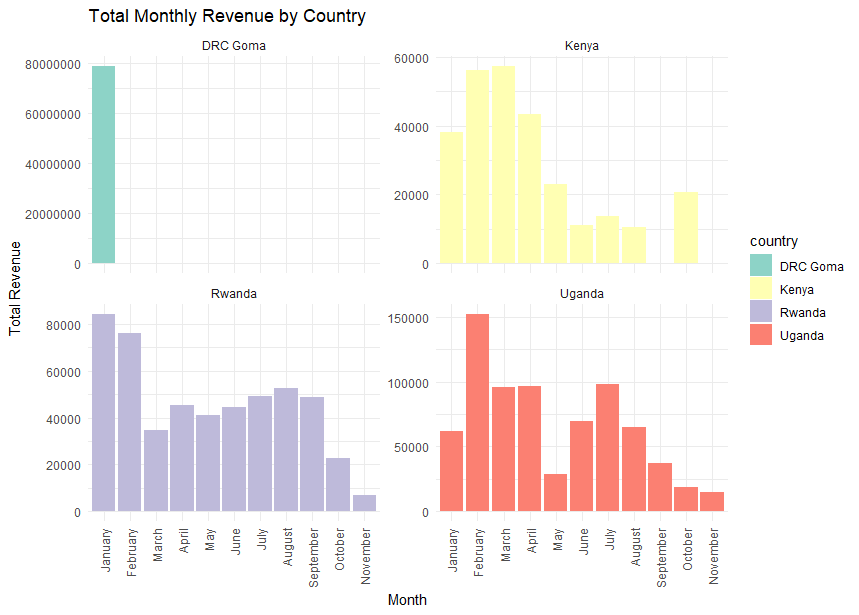 Total Monthly Revenue by Country
DRC Goma
Kenya
80000000
60000000
40000000
20000000
0
60000
40000
20000
0
Total Revenue
Rwanda
Uganda
80000
60000
40000
20000
0
150000
100000
50000
0
January
February
March
April
May
June
July
August
September
October
November
January
February
March
April
May
June
July
August
September
October
November
Month
country
DRC Goma
Kenya
Rwanda
Uganda